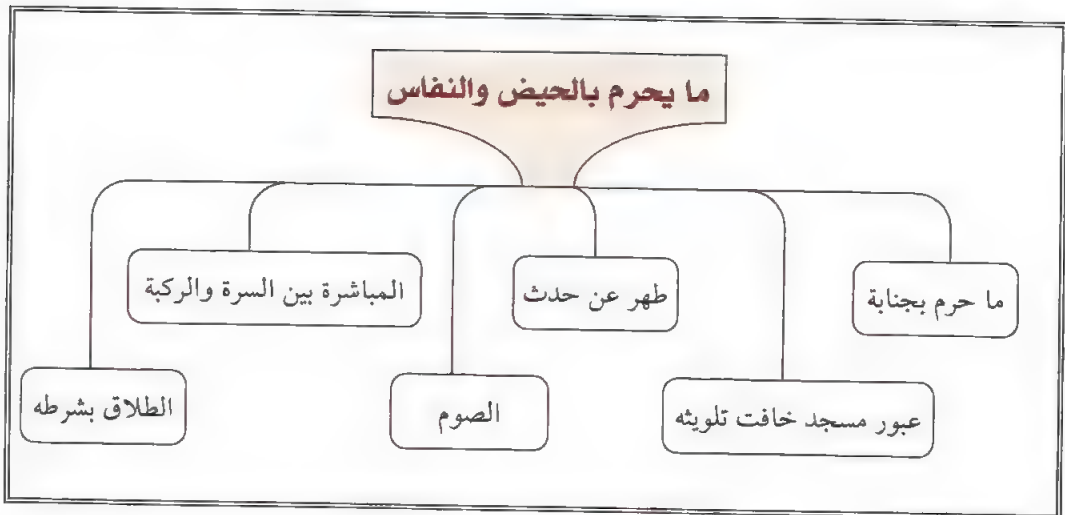 ما يحرم بالحيض والنفاس
ما حرم بجنابة
عبور مسجد خافت تلويثه
طهر عن حدث
الصوم
المباشرة بين السرة والركبة
الطلاق بشرطه